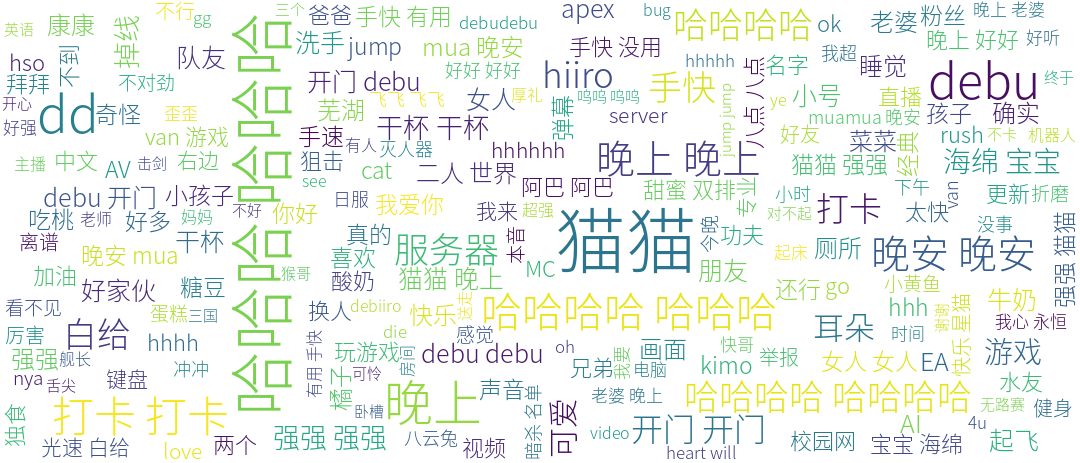 英语
不行
gg
三个
爸爸
手快 有用
debudebu
apex
bug
哈哈哈哈
ok
老婆
粉丝
晚上 老婆
康康
掉线
哈哈哈哈哈哈
洗手
jump
mua 晚安
手快 没用
我超
晚上 好好
好听
hso
不到
队友
好好 好好
hiiro
hhhhh
八点 八点
名字
睡觉
终于
拜拜
不对劲
开门 debu
手快
debu
开心
dd
奇怪
歪歪
芜湖
飞飞 飞飞
厚礼
女人
呜呜 呜呜
jump jump
ye
小号
直播
孩子
确实
好强
van 游戏
手速
干杯 干杯
弹幕
server
muamua 晚安
主播
中文
AV
击剑
右边
有人
灭人器
hhhhhh
晚上 晚上
好友
菜菜
rush
不卡
机器人
狙击
cat
猫猫 强强
经典
海绵 宝宝
see
二人 世界
阿巴 阿巴
甜蜜 双排
专业
小时
下午
van
更新
折磨
debu 开门
小孩子
日服
我爱你
我来
超强
猫猫
今晚
对不起
打卡
太快
没事
强强 猫猫
吃桃
老师
好多
妈妈
不好
你好
真的
本音
功夫
离谱
晚安 mua
干杯
喜欢
服务器
起床
厕所
晚安 晚安
加油
糖豆
猴哥
酸奶
猫猫 晚上
MC
朋友
还行 go
小黄鱼
看不见
好家伙
蛋糕
三国
换人
debiiro
快乐
送走
哈哈哈哈 哈哈哈
hhh
谢谢
星猫
快乐 星猫
牛奶
厉害
白给
hhhh
有用 手快
die
感觉
耳朵
时间
我心 永恒
强强
舰长
冲冲
玩游戏
房间
debu debu
oh
画面
快哥
举报
女人 女人
EA
游戏
nya
舌尖
键盘
橘子
可怜
兄弟
我要
电脑
kimo
水友
独食
打卡 打卡
卧槽
晚上
声音
暗杀 名单
可爱
老婆 晚上
哈哈哈哈 哈哈哈哈
无路赛
健身
光速 白给
两个
强强 强强
八云兔
video
开门 开门
AI
4u
love
视频
heart will
校园网
宝宝 海绵
起飞